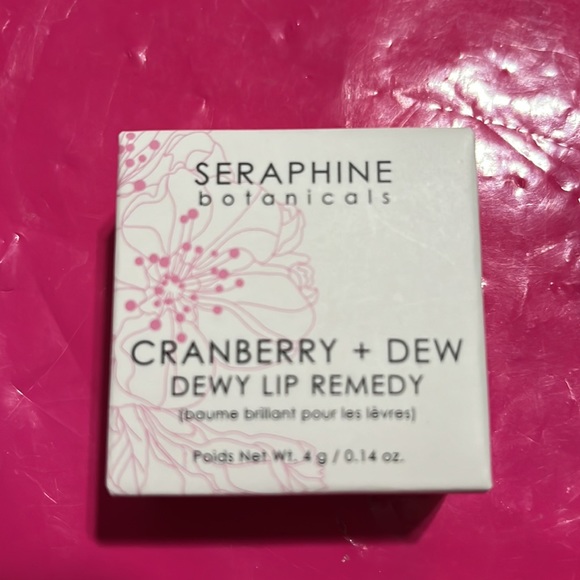 SERAPHINE
botanicals
CRANBERRY + DEW
DEWY LIP REMEDY
(baume brillant pour les lèvres)
Poids Net Wt. 4 g / 0.14 oz.